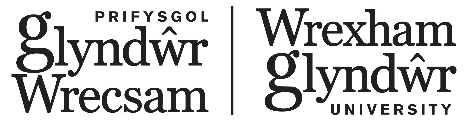 PRIFYSGOL
glyndŵr
Wrecsam
Wrexham
glyndŵr
UNIVERSITY